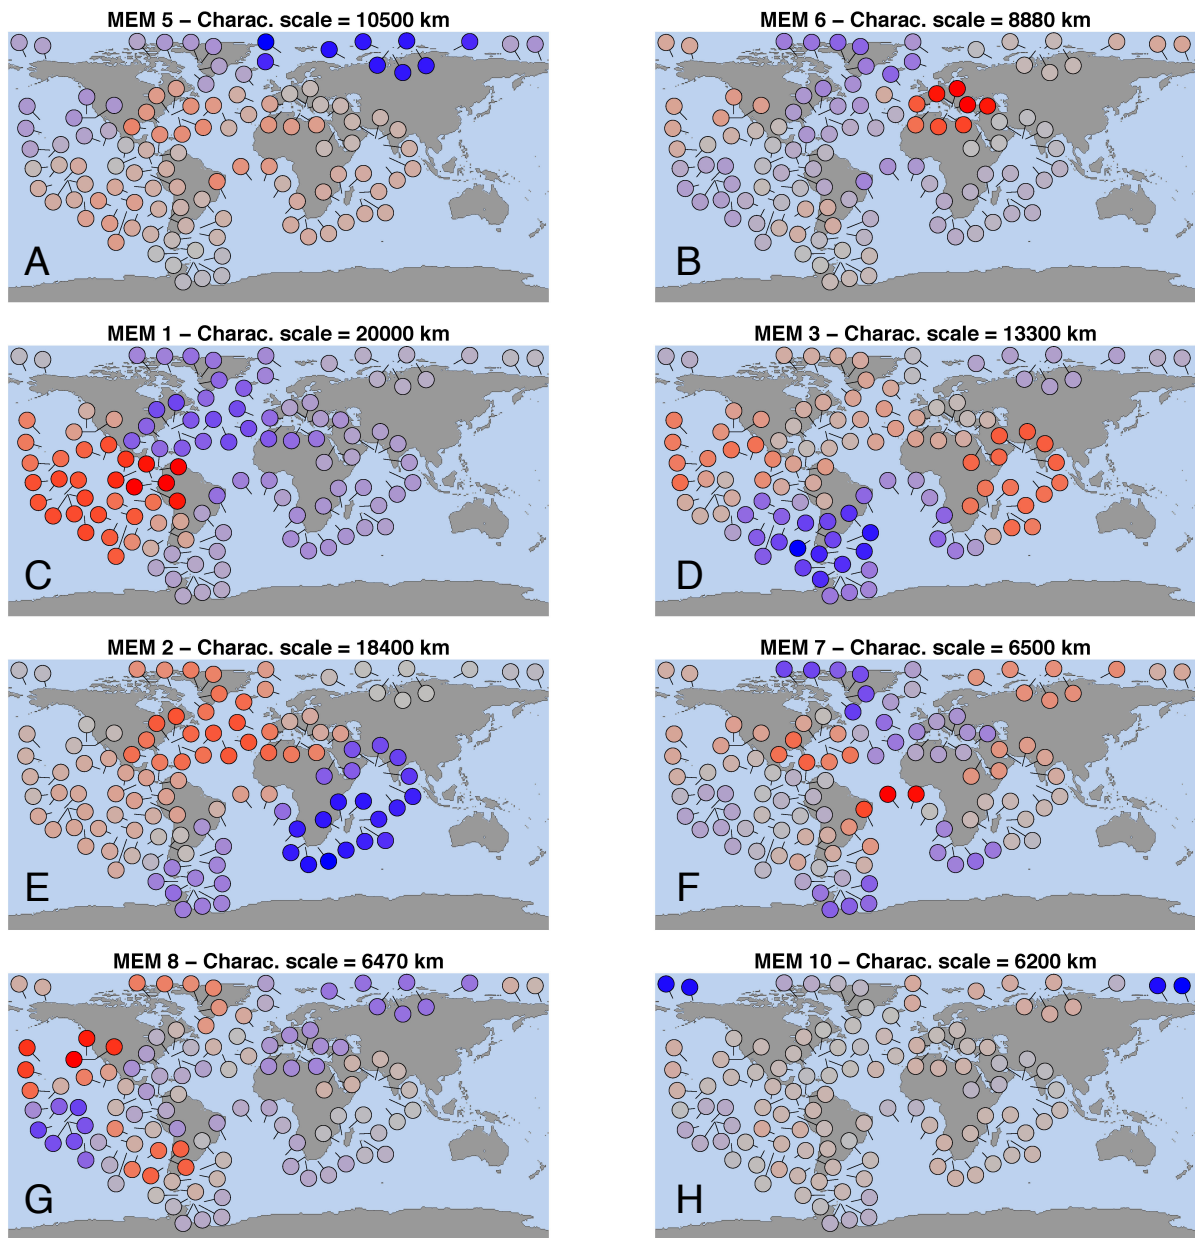 MEM 5 – Charac. scale = 10500 km
A
MEM 6 – Charac. scale = 8880 km
B
MEM 1 – Charac. scale = 20000 km
C
MEM 3 – Charac. scale = 13300 km
D
MEM 2 – Charac. scale = 18400 km
E
MEM 7 – Charac. scale = 6500 km
F
MEM 8 – Charac. scale = 6470 km
G
MEM 10 – Charac. scale = 6200 km
H